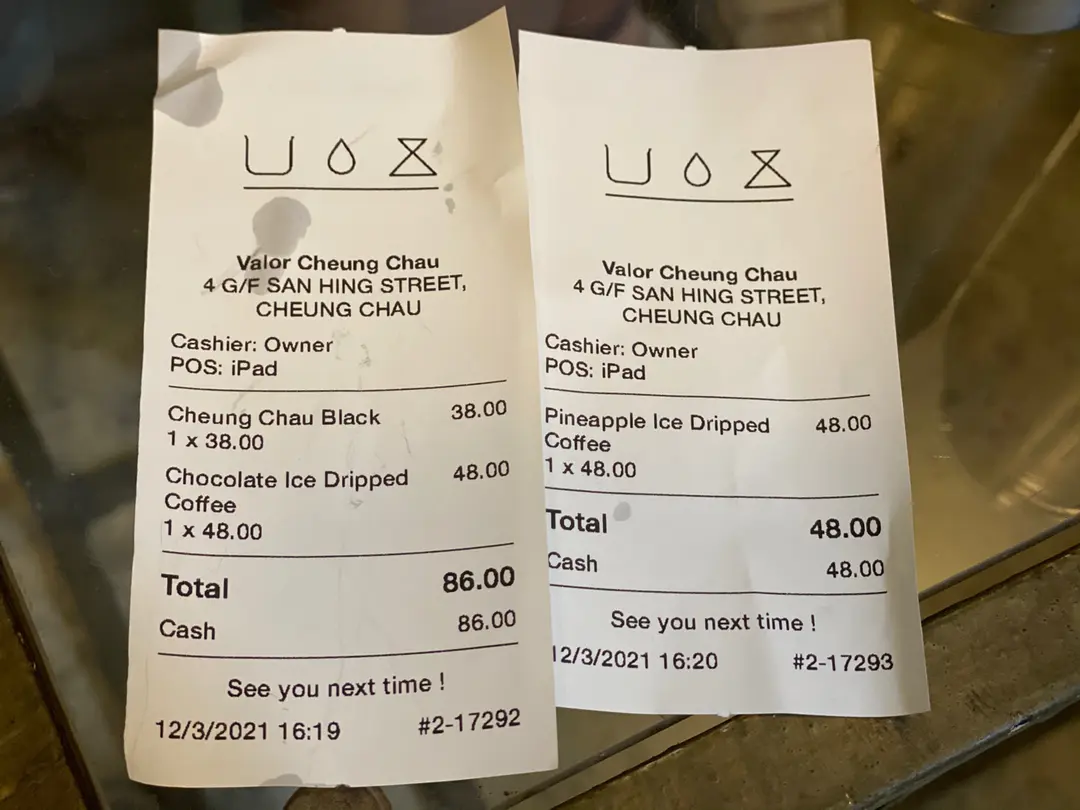 Valor Cheung Chau
4 G/F SAN HING STREET,
CHEUNG CHAU
Cashier: Owner
POS: iPad
Cheung Chau Black 38.00
1 x 38.00
Chocolate Ice Dripped 48.00
Coffee
1 x 48.00
Total 86.00
Cash 86.00
See you next time !
12/3/2021 16:19 #2-17292
Valor Cheung Chau
4 G/F SAN HING STREET,
CHEUNG CHAU
Cashier: Owner
POS: iPad
Pineapple Ice Dripped 48.00
Coffee
1 x 48.00
Total 48.00
Cash 48.00
See you next time !
12/3/2021 16:20 #2-17293